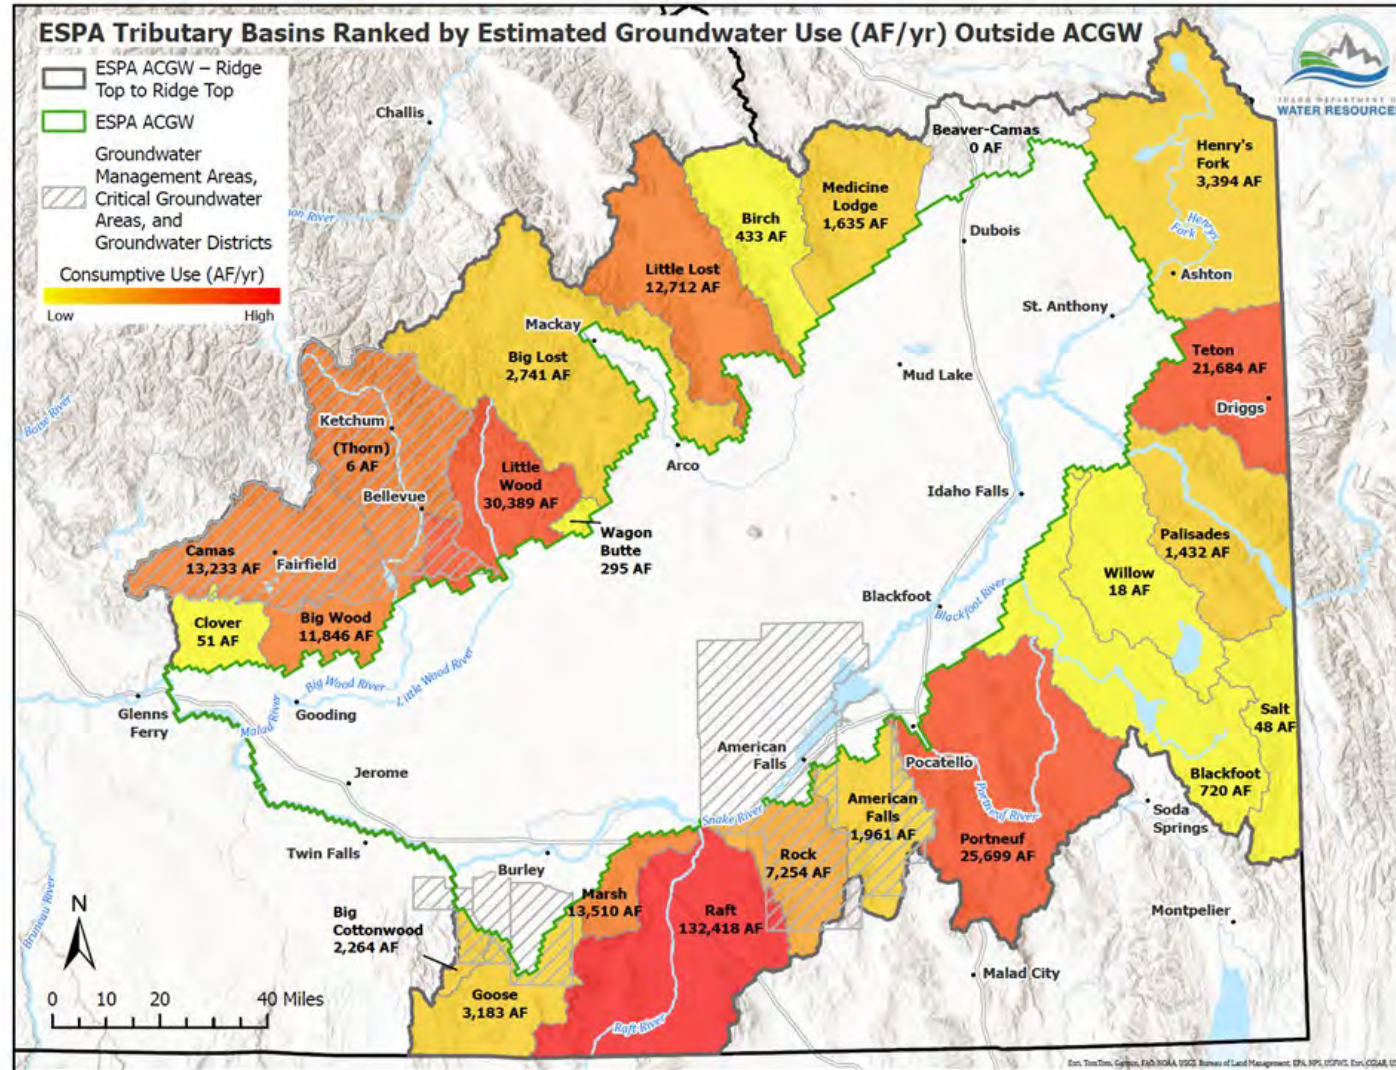 ESPA Tributary Basins Ranked by Estimated Groundwater Use (AF/yr) Outside ACGW
ESPA ACGW – Ridge
Top to Ridge Top
ESPA ACGW
Groundwater
Management Areas,
Critical Groundwater
Areas, and
Groundwater Districts
Consumptive Use (AF/yr)
Low High
WATER RESOURCES
Challis
Beaver-Camas
0 AF
Henry's
Fork
3,394 AF
Henrys
Fork
Medicine
Lodge
1,635 AF
Birch
433 AF
Dubois
Little Lost
12,712 AF
Ashton
St. Anthony
Mackay
Big Lost
2,741 AF
Teton
21,684 AF
Driggs
Mud Lake
Boise River
Ketchum
(Thorn)
6 AF
Arco
Little
Wood
30,389 AF
Bellevue
Idaho Falls
Wagon
Butte
295 AF
Palisades
1,432 AF
Camas
13,233 AF
Fairfield
Willow
18 AF
Blackfoot
Blackfoot River
Clover
51 AF
Big Wood
11,846 AF
Little Wood River
Big Wood River
Malad River
Glenns
Ferry
Gooding
Salt
48 AF
American
Falls
Pocatello
Jerome
Blackfoot
720 AF
American
Falls
1,961 AF
Portneuf River
Soda
Springs
Snake River
Portneuf
25,699 AF
Twin Falls
Burley
Rock
7,254 AF
Marsh
13,510 AF
Raft
132,418 AF
Big
Cottonwood
2,264 AF
Montpelier
Bruneau River
N
Malad City
Goose
3,183 AF
0 10 20 40 Miles
Raft River